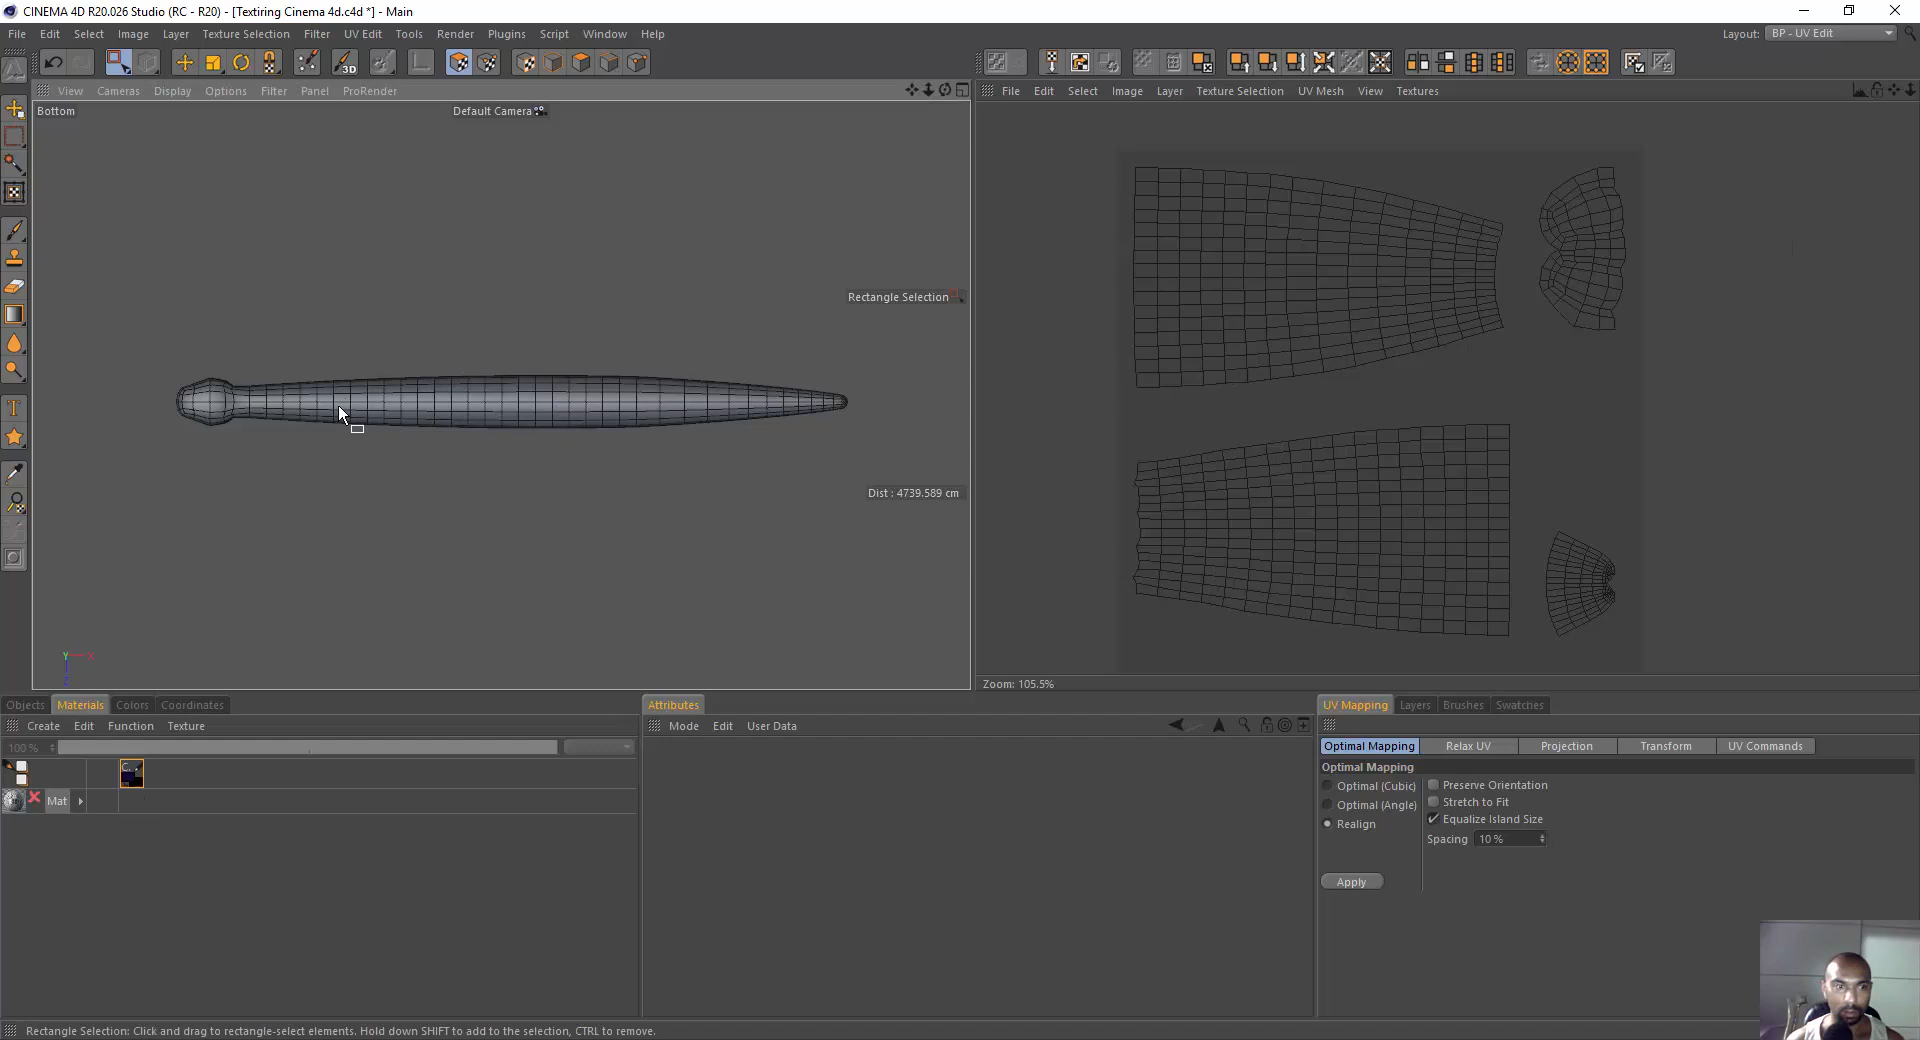 CINEMA 4D R20.026 Studio (RC - R20) - [Textiring Cinema 4d.c4d *] - Main
File Edit Select Image Layer Texture Selection Filter UV Edit Tools Render Plugins Script Window Help
Layout: BP - UV Edit
View Cameras Display Options Filter Panel ProRender
File Edit Select Image Layer Texture Selection UV Mesh View Textures
Bottom
Default Camera
Rectangle Selection
Dist : 4739.589 cm
Y X
Z
Zoom: 105.5%
Objects Materials Colors Coordinates
Attributes
UV Mapping Layers Brushes Swatches
Create Edit Function Texture
Mode Edit User Data
100 %
Optimal Mapping Relax UV Projection Transform UV Commands
Optimal Mapping
Optimal (Cubic)
Preserve Orientation
Optimal (Angle)
Stretch to Fit
Realign
Equalize Island Size
Spacing 10 %
Apply
C
Mat
Rectangle Selection: Click and drag to rectangle-select elements. Hold down SHIFT to add to the selection, CTRL to remove.